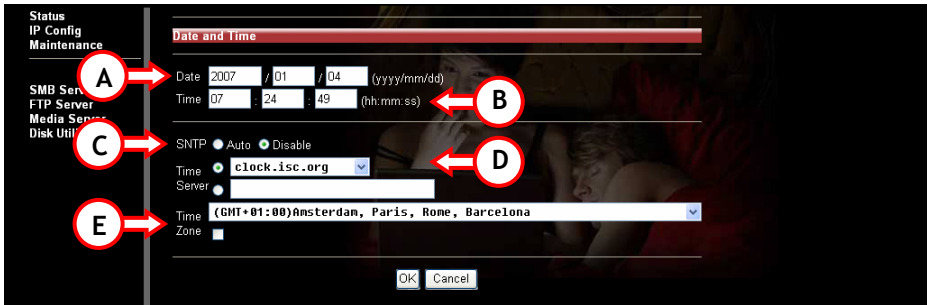 Status
IP Config
Maintenance
SMB Ser
FTP Server
Media Server
Disk Util
Date and Time
A
Date 2007 / 01 / 04 (yyyy/mm/dd)
Time 07 : 24 : 49 (hh:mm:ss)
B
C
SNTP Auto Disable
D
Time Server clock.isc.org
E
Time Zone (GMT+01:00)Amsterdam, Paris, Rome, Barcelona
OK Cancel